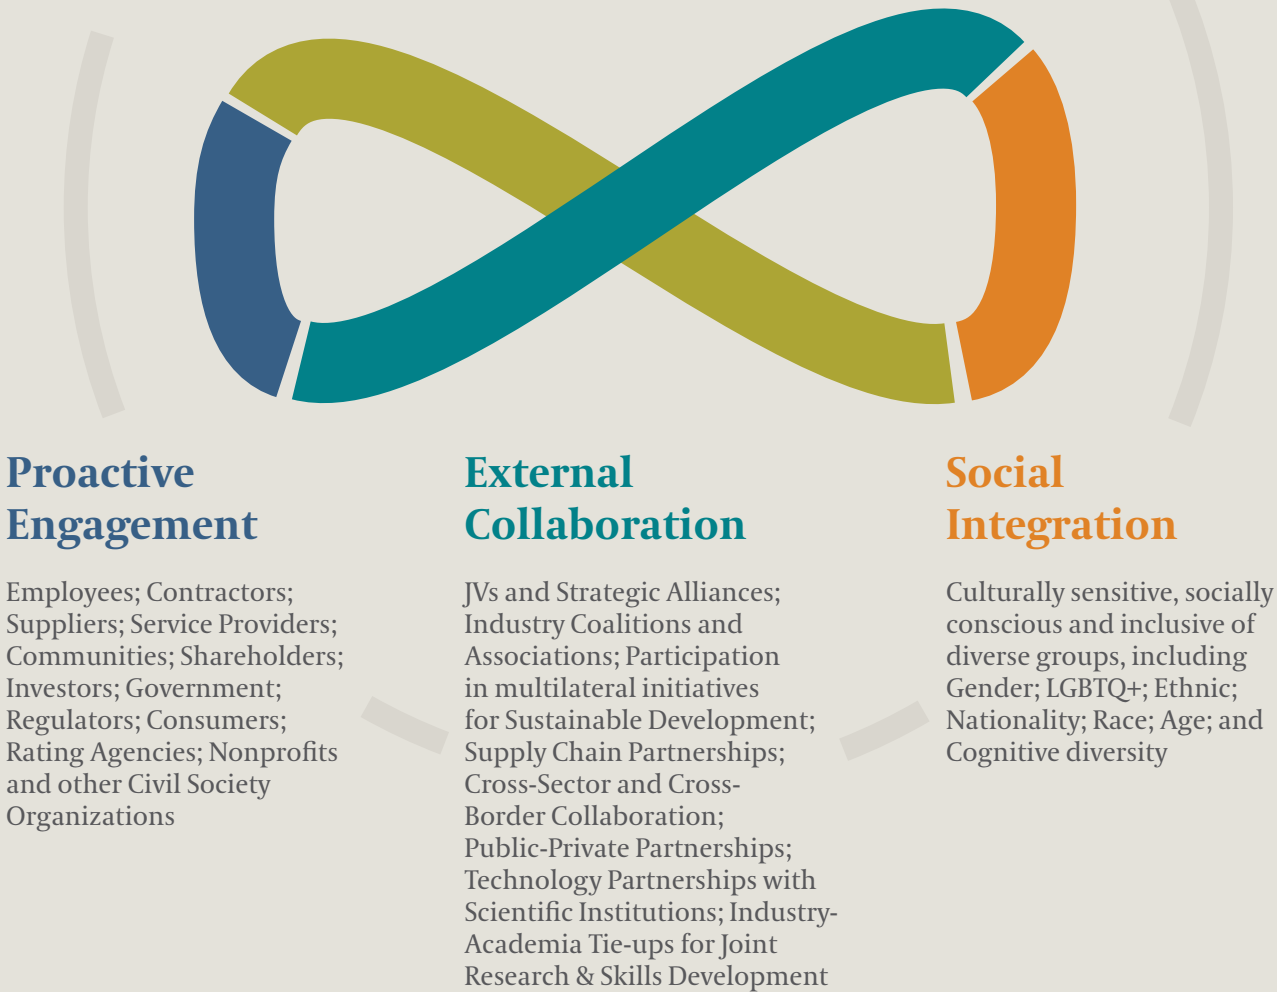 Proactive
Engagement
Employees; Contractors;
Suppliers; Service Providers;
Communities; Shareholders;
Investors; Government;
Regulators; Consumers;
Rating Agencies; Nonprofits
and other Civil Society
Organizations
External
Collaboration
JVs and Strategic Alliances;
Industry Coalitions and
Associations; Participation
in multilateral initiatives
for Sustainable Development;
Supply Chain Partnerships;
Cross-Sector and Cross-
Border Collaboration;
Public-Private Partnerships;
Technology Partnerships with
Scientific Institutions; Industry-
Academia Tie-ups for Joint
Research & Skills Development
Social
Integration
Culturally sensitive, socially
conscious and inclusive of
diverse groups, including
Gender; LGBTQ+; Ethnic;
Nationality; Race; Age; and
Cognitive diversity